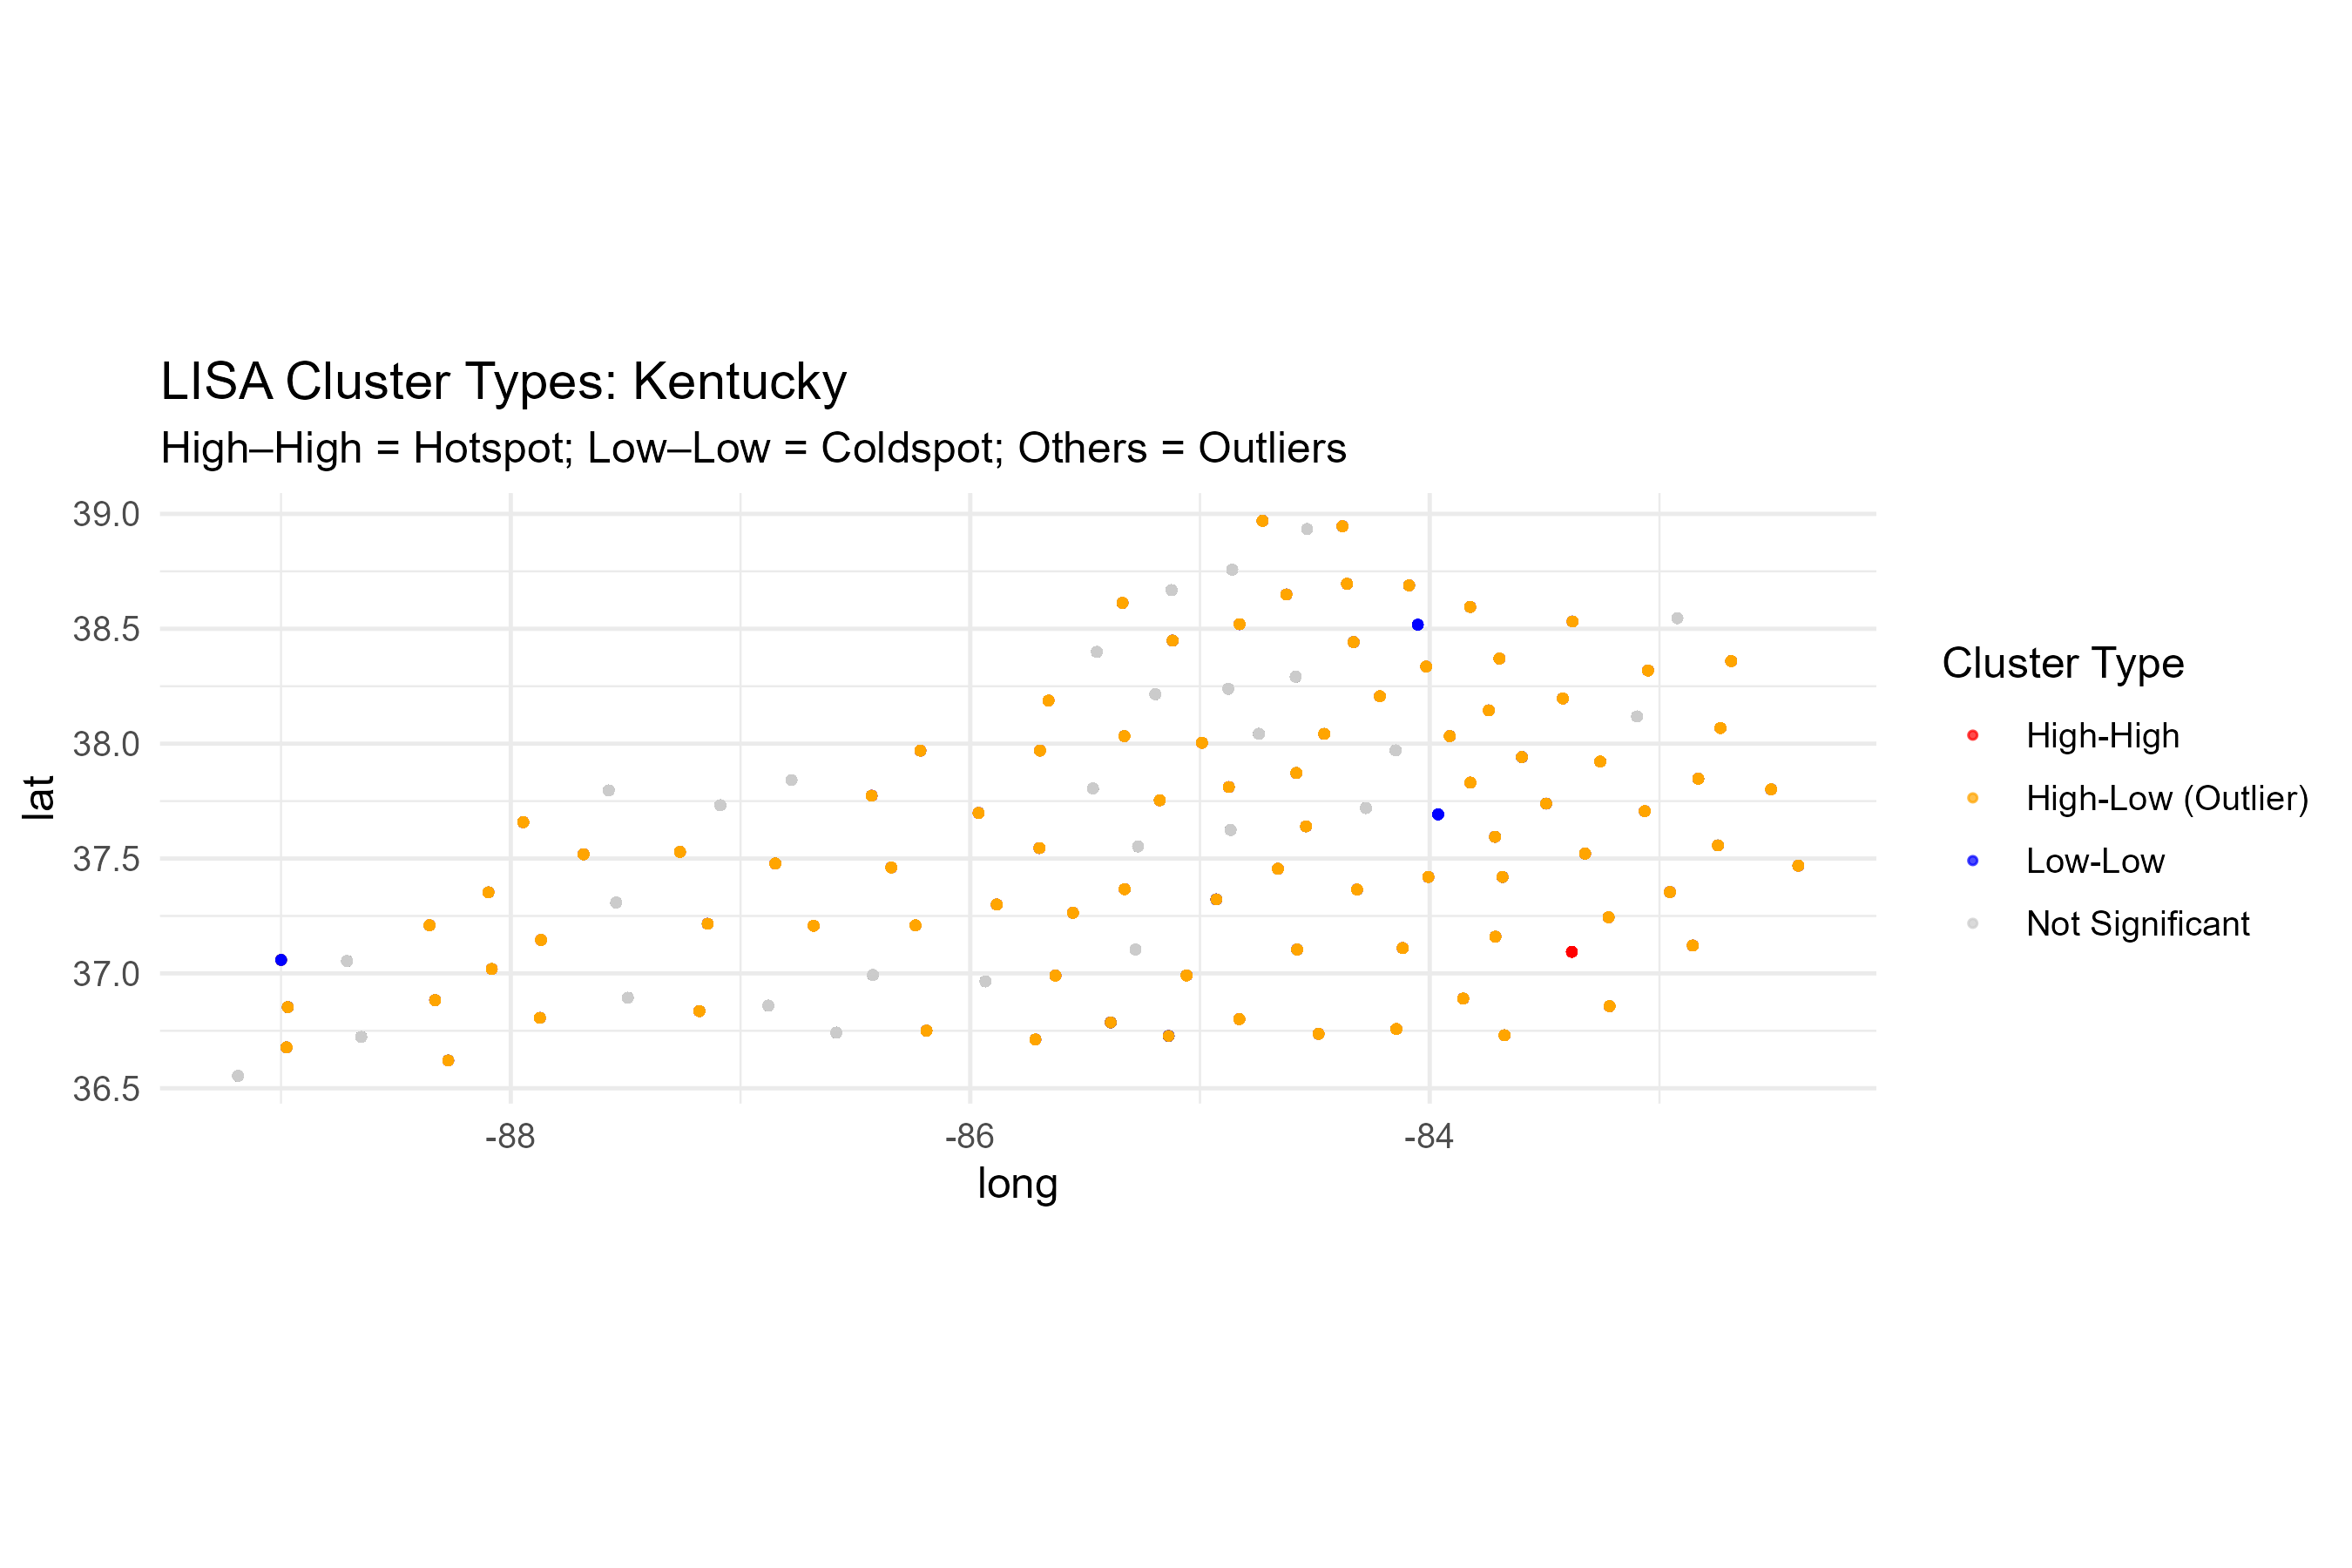 LISA Cluster Types: Kentucky
High–High = Hotspot; Low–Low = Coldspot; Others = Outliers
39.0
38.5
38.0
37.5
37.0
36.5
lat
-88
-86
-84
long
Cluster Type
High-High
High-Low (Outlier)
Low-Low
Not Significant